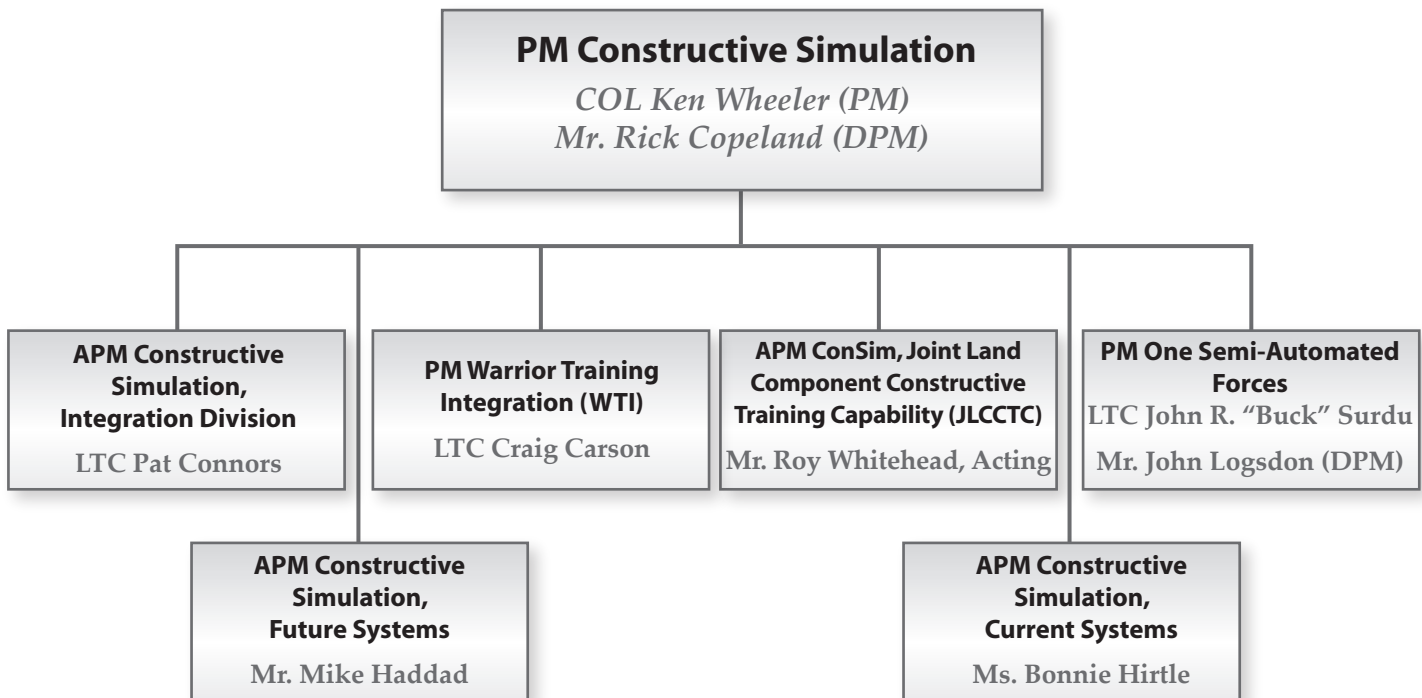 PM Constructive Simulation
COL Ken Wheeler (PM)
Mr. Rick Copeland (DPM)
APM Constructive
Simulation,
Integration Division
LTC Pat Connors
PM Warrior Training
Integration (WTI)
LTC Craig Carson
APM ConSim, Joint Land
Component Constructive
Training Capability (JLCCTC)
Mr. Roy Whitehead, Acting
PM One Semi-Automated
Forces
LTC John R. “Buck” Surdu
Mr. John Logsdon (DPM)
APM Constructive
Simulation,
Future Systems
Mr. Mike Haddad
APM Constructive
Simulation,
Current Systems
Ms. Bonnie Hirtle